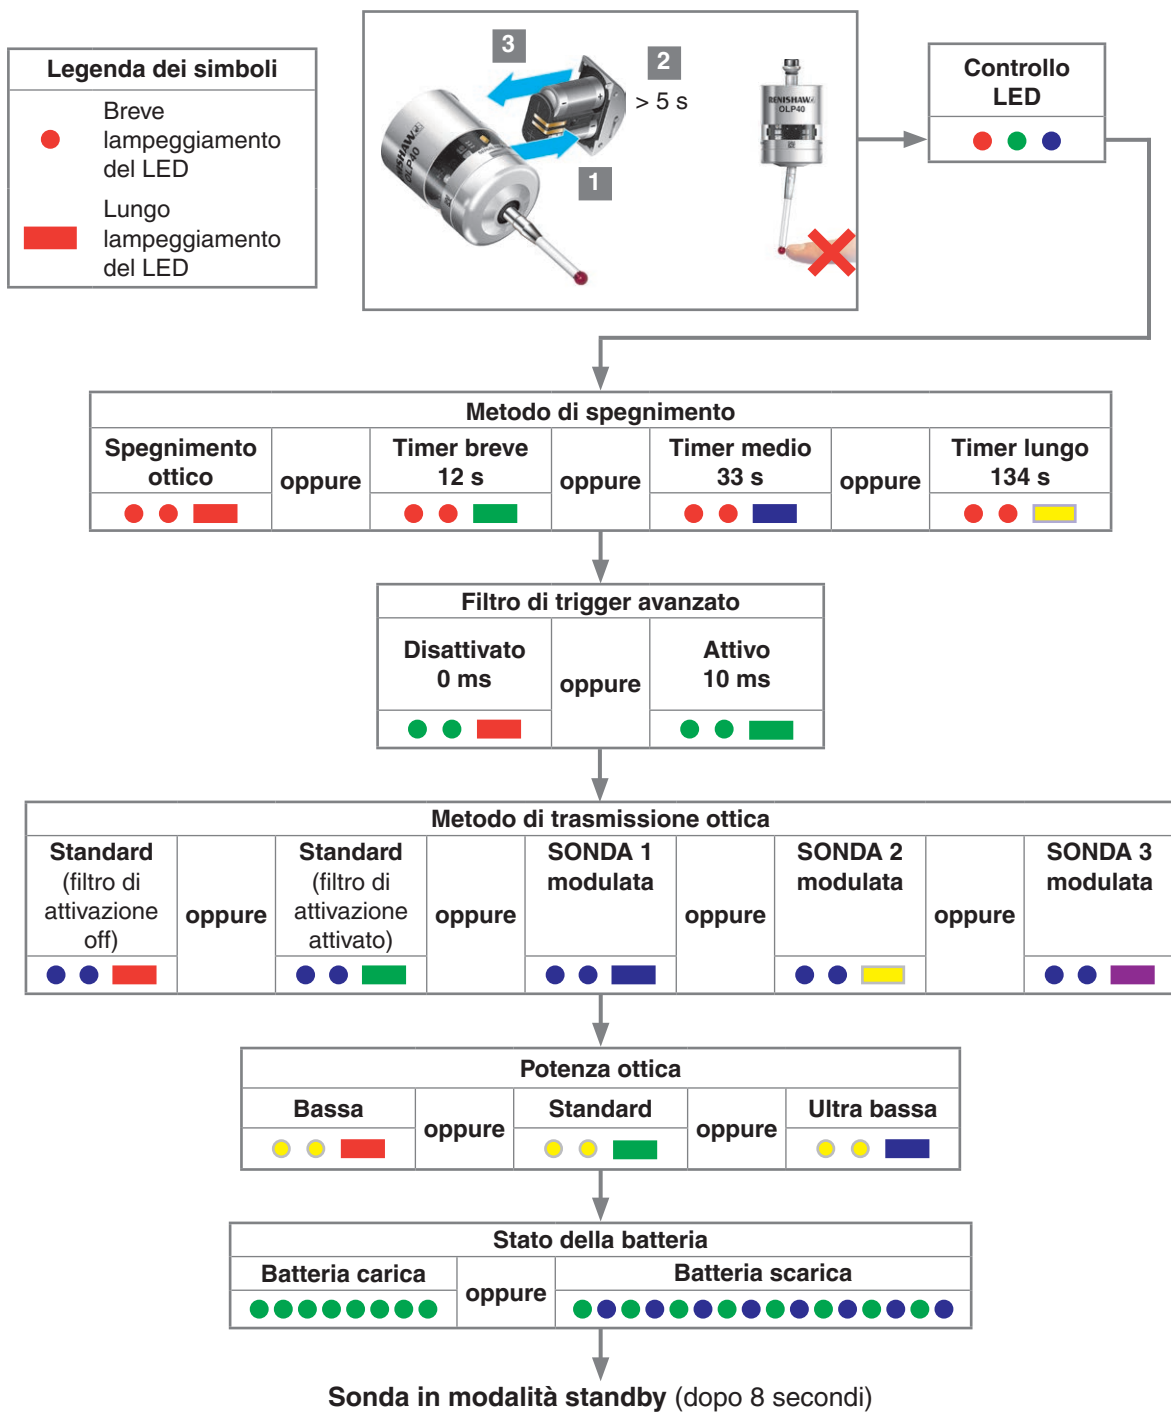 Legenda dei simboli
Breve
lampeggiamento
del LED
Lungo
lampeggiamento
del LED
3
2
> 5 s
1
RENISHAW
OLP40
RENISHAW
OLP40
Controllo
LED
Metodo di spegnimento
Spegnimento
ottico
oppure
Timer breve
12 s
oppure
Timer medio
33 s
oppure
Timer lungo
134 s
Filtro di trigger avanzato
Disattivato
0 ms
oppure
Attivo
10 ms
Metodo di trasmissione ottica
Standard
(filtro di
attivazione
off)
oppure
Standard
(filtro di
attivazione
attivato)
oppure
SONDA 1
modulata
oppure
SONDA 2
modulata
oppure
SONDA 3
modulata
Potenza ottica
Bassa
oppure
Standard
oppure
Ultra bassa
Stato della batteria
Batteria carica
oppure
Batteria scarica
Sonda in modalità standby (dopo 8 secondi)